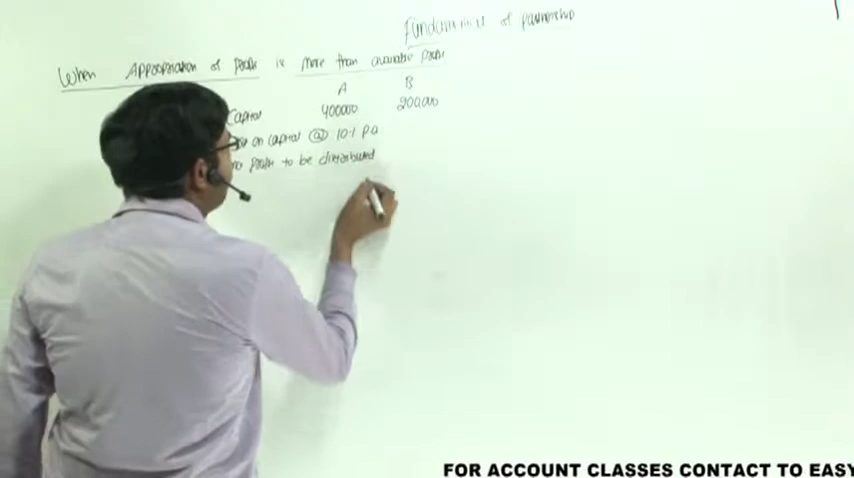 Fundamental of partnership
When Appropriation of Profit is more than available Profit
A B
Capital 400000 200000
on capital @ 10% P.a
Profit to be distributed
FOR ACCOUNT CLASSES CONTACT TO EASY